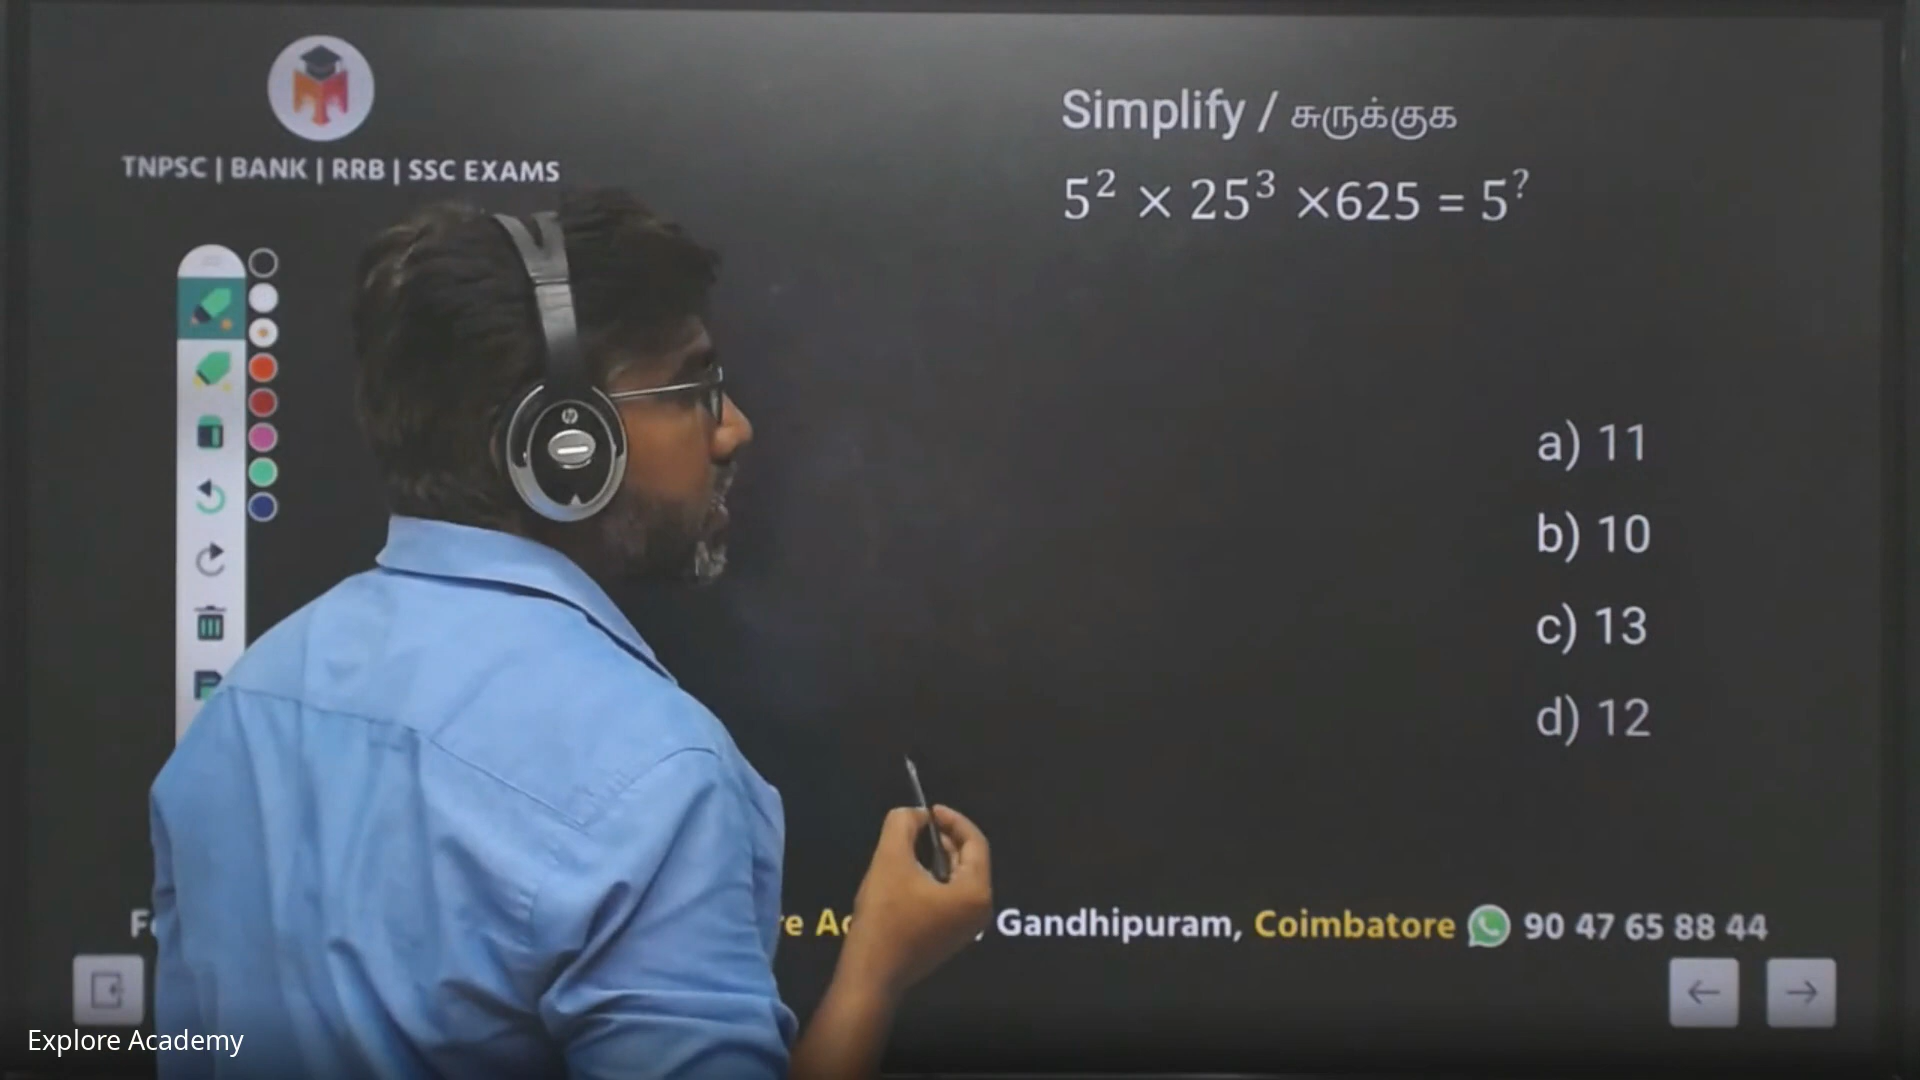 Simplify / சுருக்குக
5² × 25³ ×625 = 5^?
TNPSC | BANK | RRB | SSC EXAMS
a) 11
b) 10
c) 13
d) 12
Gandhipuram, Coimbatore 90 47 65 88 44
Explore Academy